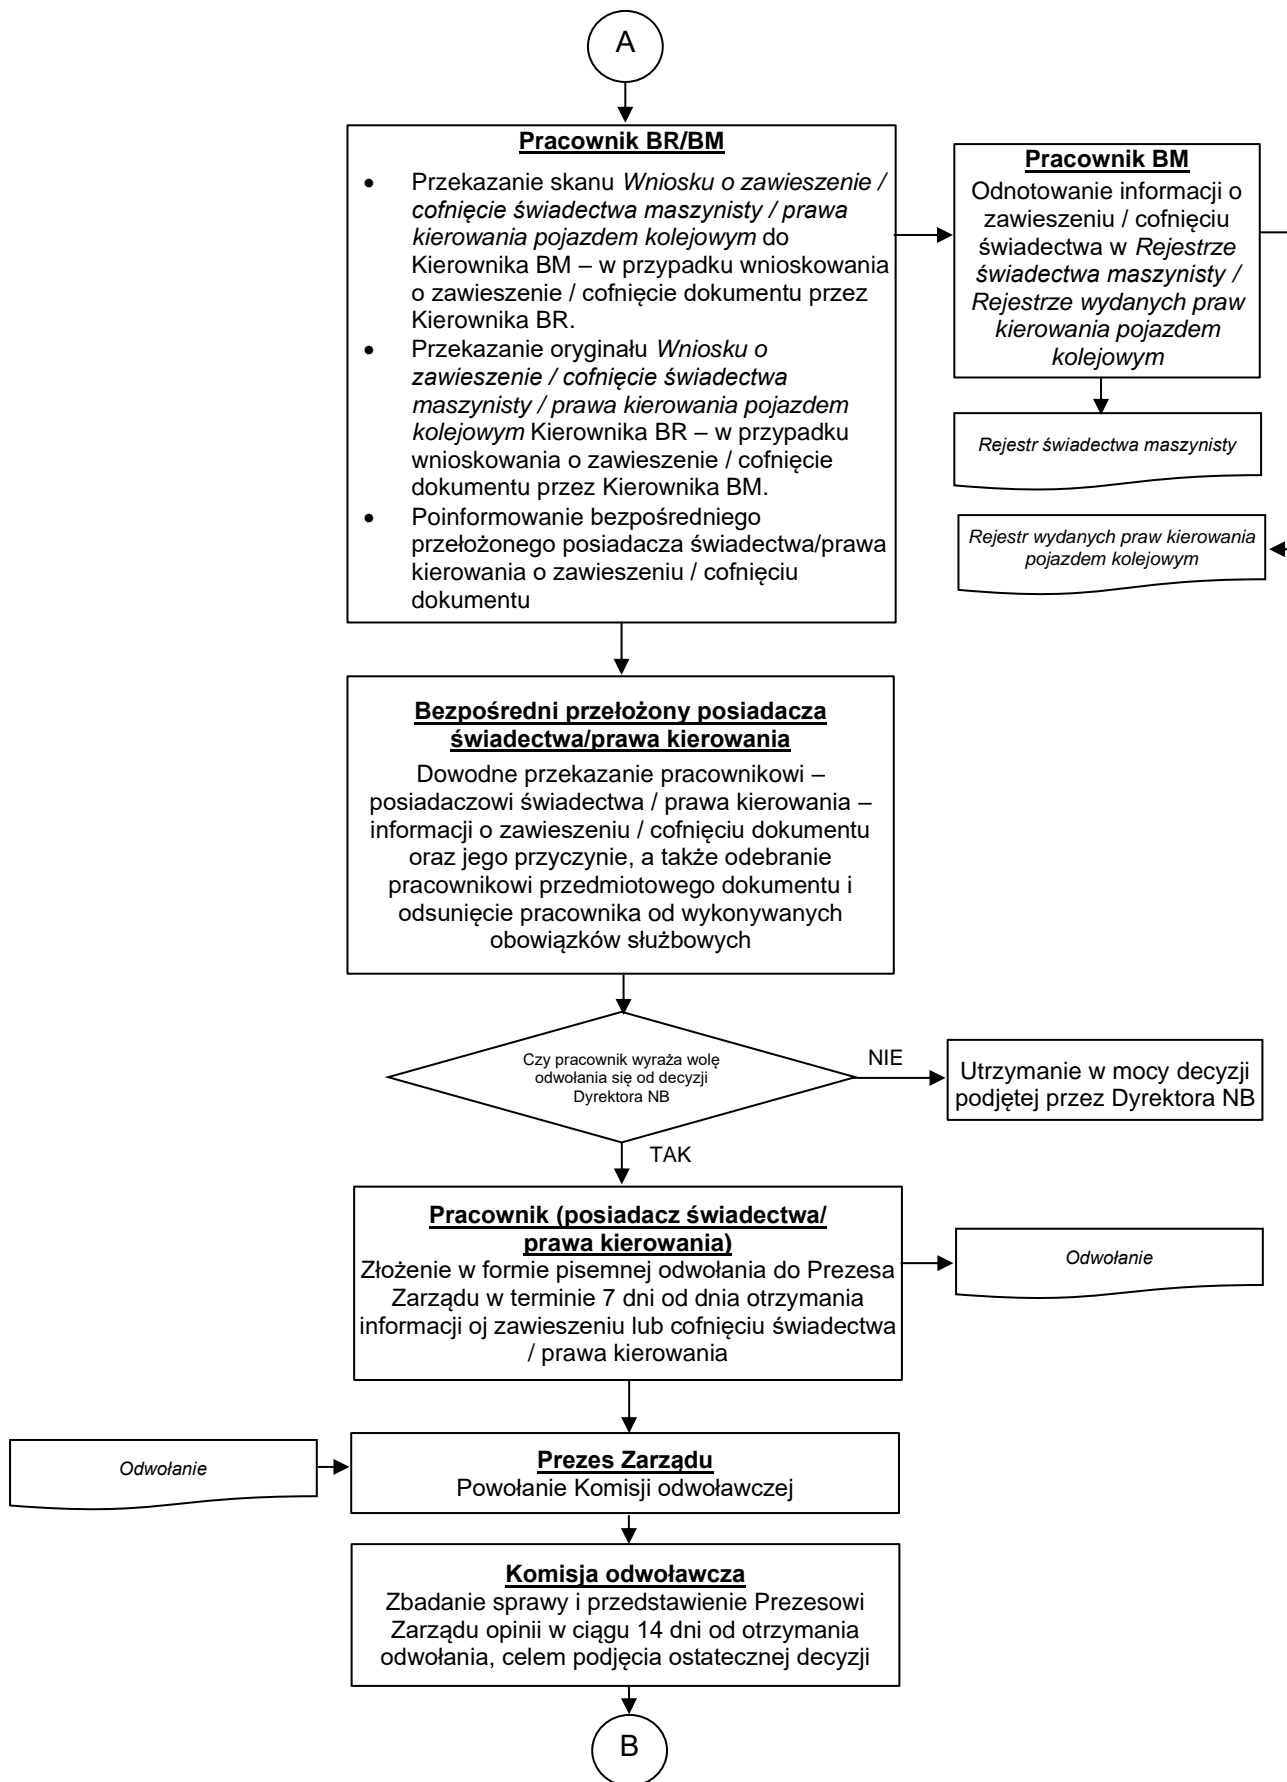 A
Pracownik BR/BM
• Przekazanie skanu Wniosku o zawieszenie /
cofnięcie świadectwa maszynisty / prawa
kierowania pojazdem kolejowym do
Kierownika BM – w przypadku wnioskowania
o zawieszenie / cofnięcie dokumentu przez
Kierownika BR.
• Przekazanie oryginału Wniosku o
zawieszenie / cofnięcie świadectwa
maszynisty / prawa kierowania pojazdem
kolejowym Kierownika BR – w przypadku
wnioskowania o zawieszenie / cofnięcie
dokumentu przez Kierownika BM.
• Poinformowanie bezpośredniego
przełożonego posiadacza świadectwa/prawa
kierowania o zawieszeniu / cofnięciu
dokumentu
Pracownik BM
Odnotowanie informacji o
zawieszeniu / cofnięciu
świadectwa w Rejestrze
świadectwa maszynisty /
Rejestrze wydanych praw
kierowania pojazdem
kolejowym
Rejestr świadectwa maszynisty
Rejestr wydanych praw kierowania
pojazdem kolejowym
Bezpośredni przełożony posiadacza
świadectwa/prawa kierowania
Dowodne przekazanie pracownikowi –
posiadaczowi świadectwa / prawa kierowania –
informacji o zawieszeniu / cofnięciu dokumentu
oraz jego przyczynie, a także odebranie
pracownikowi przedmiotowego dokumentu i
odsunięcie pracownika od wykonywanych
obowiązków służbowych
Czy pracownik wyraża wolę
odwołania się od decyzji
Dyrektora NB
NIE
Utrzymanie w mocy decyzji
podjętej przez Dyrektora NB
TAK
Pracownik (posiadacz świadectwa/
prawa kierowania)
Złożenie w formie pisemnej odwołania do Prezesa
Zarządu w terminie 7 dni od dnia otrzymania
informacji oj zawieszeniu lub cofnięciu świadectwa
/ prawa kierowania
Odwołanie
Odwołanie
Prezes Zarządu
Powołanie Komisji odwoławczej
Komisja odwoławcza
Zbadanie sprawy i przedstawienie Prezesowi
Zarządu opinii w ciągu 14 dni od otrzymania
odwołania, celem podjęcia ostatecznej decyzji
B